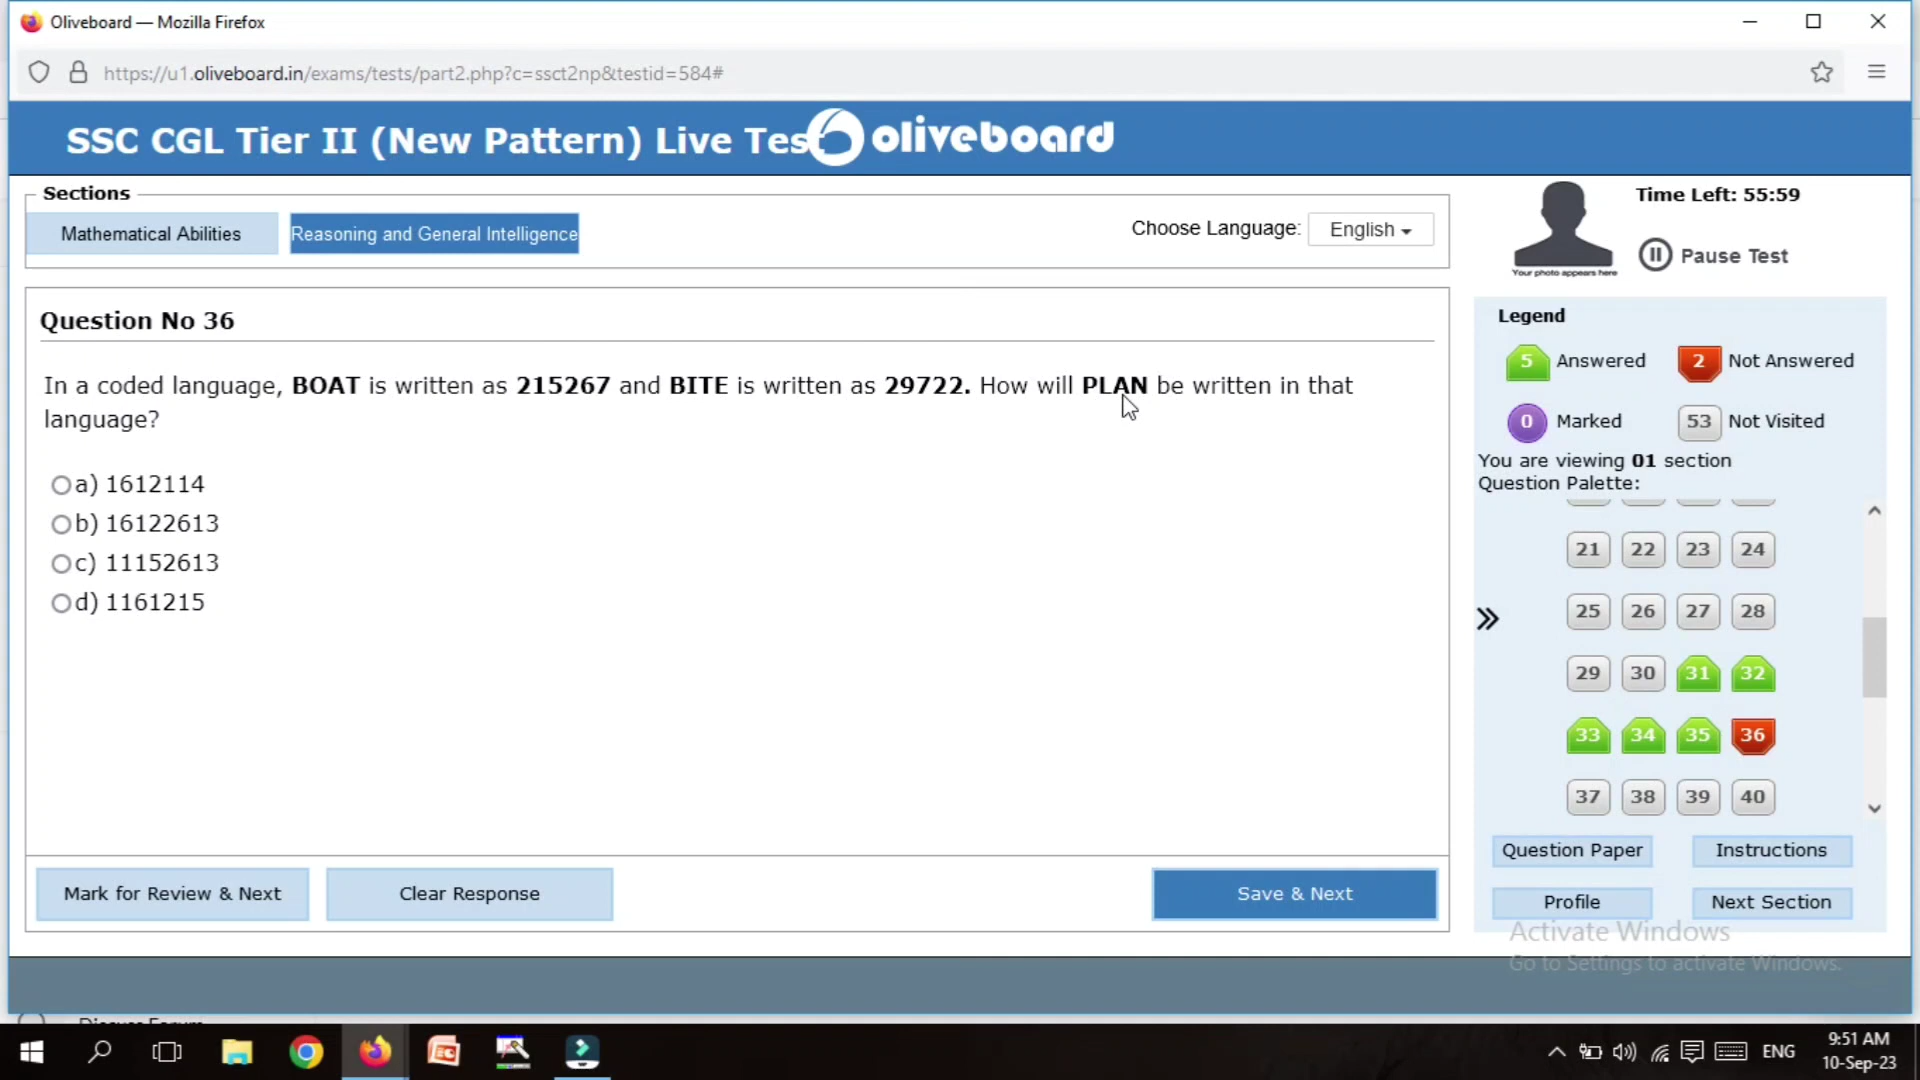 Oliveboard — Mozilla Firefox
https://u1.oliveboard.in/exams/tests/part2.php?c=ssct2np&testid=584#
SSC CGL Tier II (New Pattern) Live Tes
oliveboard
Sections
Mathematical Abilities
Reasoning and General Intelligence
Choose Language:
English
Your photo appears here
Time Left: 55:59
Pause Test
Question No 36
In a coded language, BOAT is written as 215267 and BITE is written as 29722. How will PLAN be written in that
language?
a) 1612114
b) 16122613
c) 11152613
d) 1161215
Mark for Review & Next
Clear Response
Save & Next
Legend
5 Answered
2 Not Answered
0 Marked
53 Not Visited
You are viewing 01 section
Question Palette:
21 22 23 24
25 26 27 28
29 30 31 32
33 34 35 36
37 38 39 40
Question Paper
Instructions
Profile
Next Section
Activate Windows
Go to Settings to activate Windows.
ENG
9:51 AM
10-Sep-23